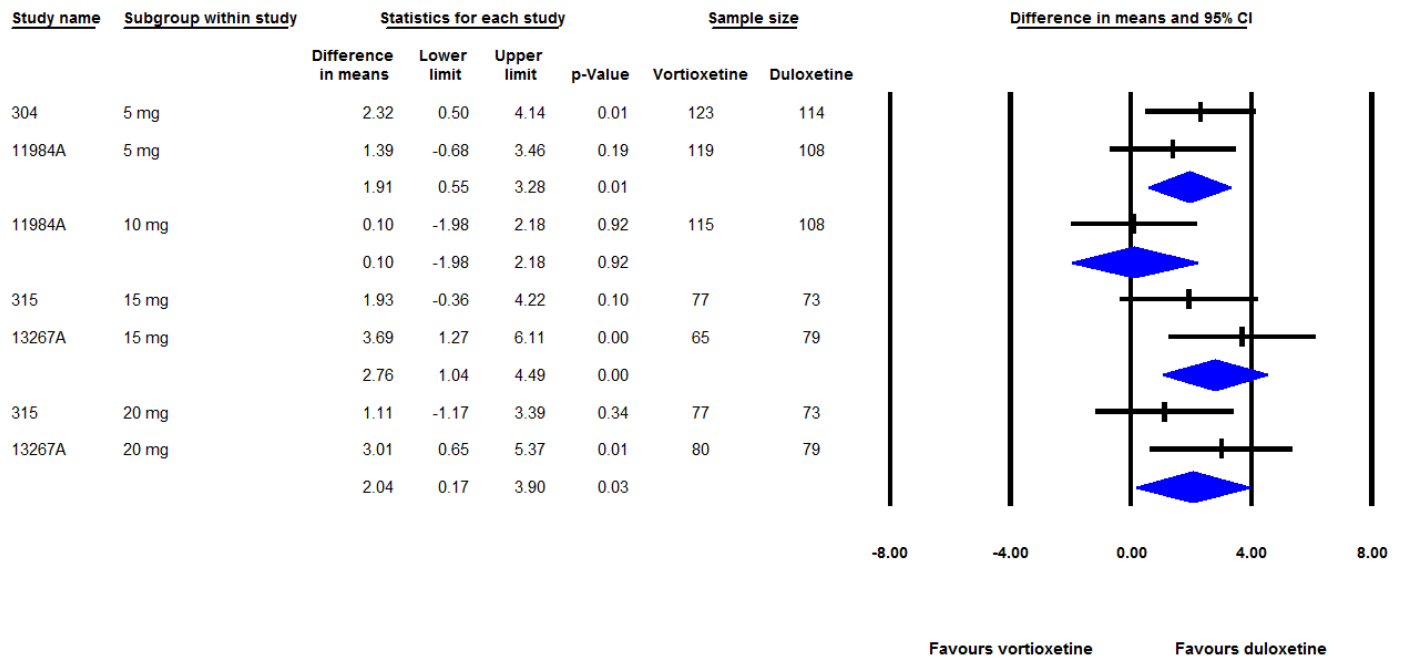 Study name Subgroup within study Statistics for each study Sample size Difference in means and 95% CI
Difference in means Lower limit Upper limit p-Value Vortioxetine Duloxetine
304 5 mg 2.32 0.50 4.14 0.01 123 114
11984A 5 mg 1.39 -0.68 3.46 0.19 119 108
1.91 0.55 3.28 0.01
11984A 10 mg 0.10 -1.98 2.18 0.92 115 108
0.10 -1.98 2.18 0.92
315 15 mg 1.93 -0.36 4.22 0.10 77 73
13267A 15 mg 3.69 1.27 6.11 0.00 65 79
2.76 1.04 4.49 0.00
315 20 mg 1.11 -1.17 3.39 0.34 77 73
13267A 20 mg 3.01 0.65 5.37 0.01 80 79
2.04 0.17 3.90 0.03
-8.00 -4.00 0.00 4.00 8.00
Favours vortioxetine Favours duloxetine